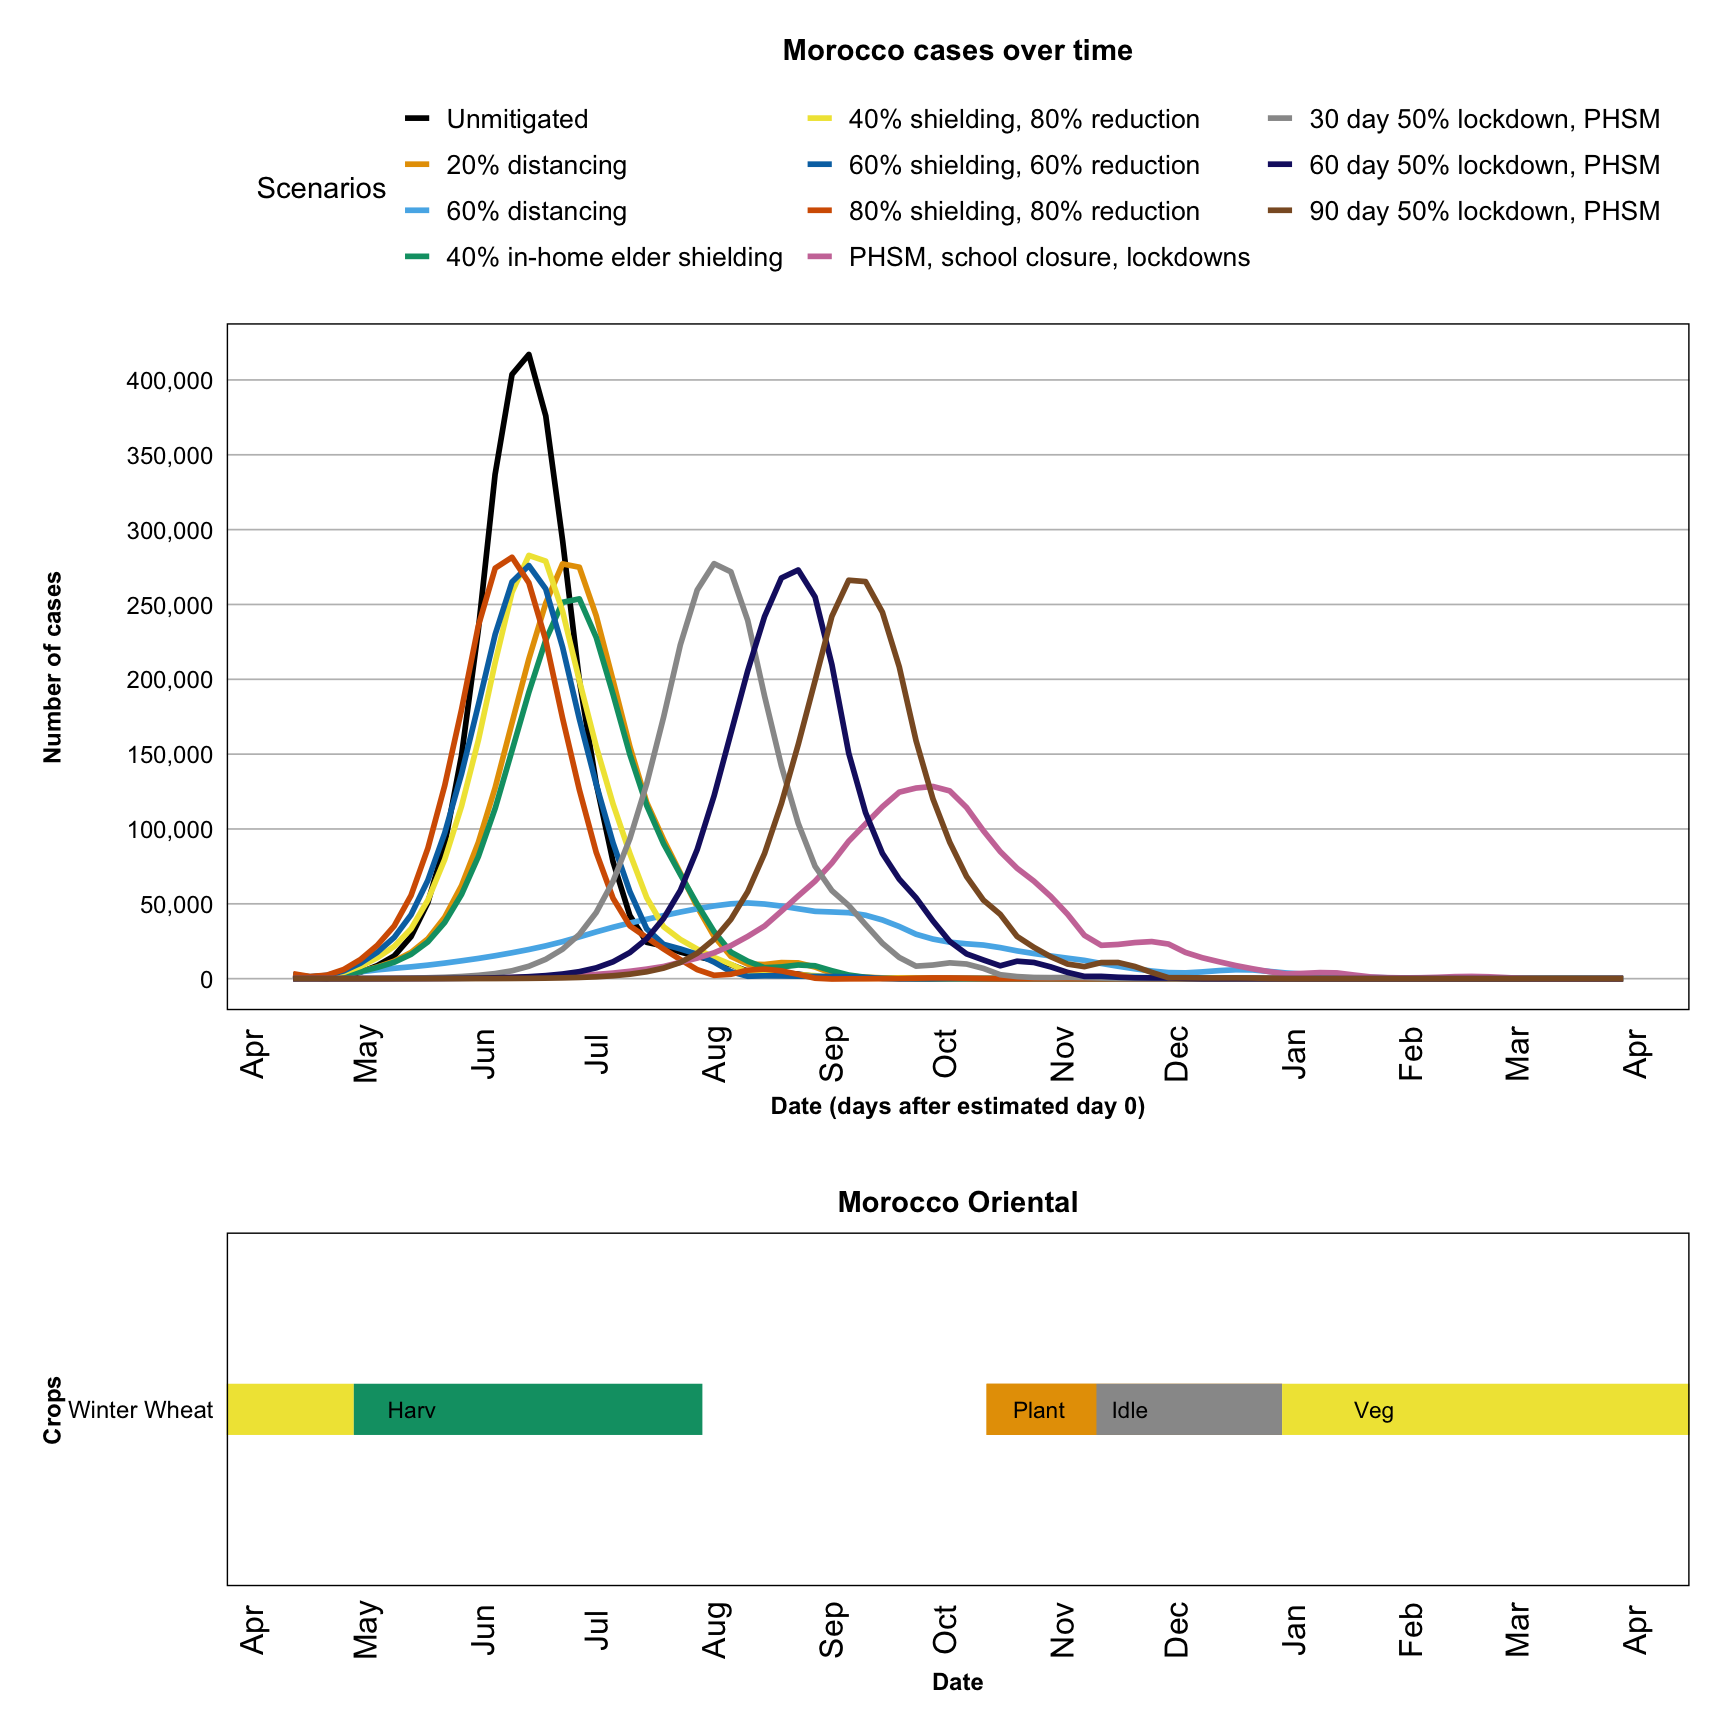 Morocco cases over time
Scenarios
Unmitigated
20% distancing
60% distancing
40% in-home elder shielding
40% shielding, 80% reduction
60% shielding, 60% reduction
80% shielding, 80% reduction
PHSM, school closure, lockdowns
30 day 50% lockdown, PHSM
60 day 50% lockdown, PHSM
90 day 50% lockdown, PHSM
Number of cases
400,000
350,000
300,000
250,000
200,000
150,000
100,000
50,000
0
Apr May Jun Jul Aug Sep Oct Nov Dec Jan Feb Mar Apr
Date (days after estimated day 0)
Morocco Oriental
Crops
Winter Wheat
Harv Plant Idle Veg
Apr May Jun Jul Aug Sep Oct Nov Dec Jan Feb Mar Apr
Date